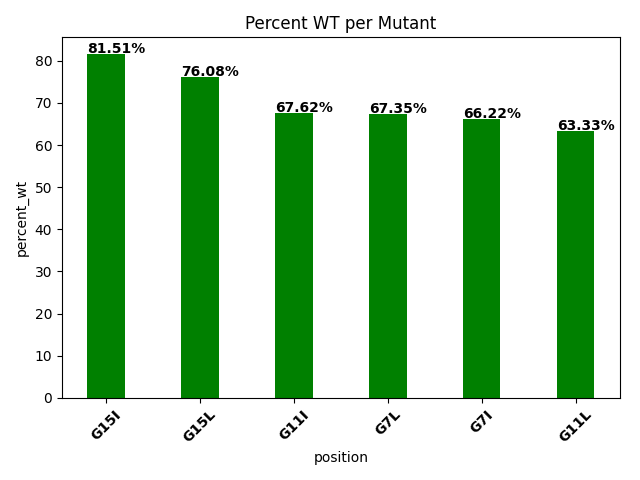 Percent WT per Mutant
81.51%
76.08%
67.62%
67.35%
66.22%
63.33%
percent_wt
80
70
60
50
40
30
20
10
0
G15I
G15L
G11I
G7L
G7I
G11L
position